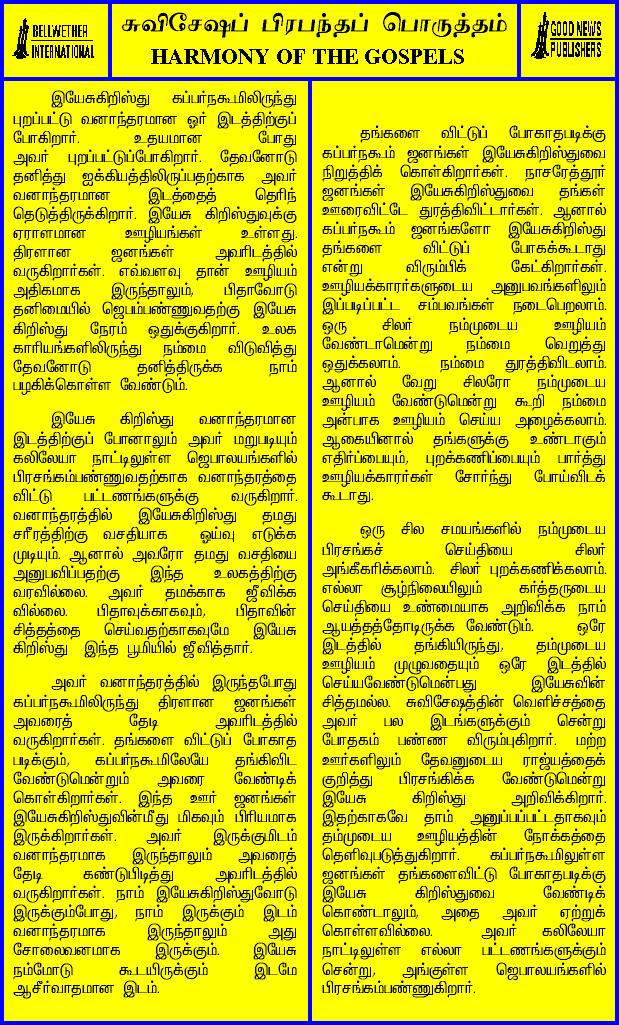 BELLWETHER
INTERNATIONAL
சுவிசேஷப் பிரபந்தப் பொருத்தம்
HARMONY OF THE GOSPELS
GOOD NEWS
PUBLISHERS
இயேசுகிறிஸ்து கப்பர்நகூமிலிருந்து
புறப்பட்டு வனாந்தரமான ஓர் இடத்திற்குப்
போகிறார். உதயமான போது
அவர் புறப்பட்டுப்போகிறார். தேவனோடு
தனித்து ஐக்கியத்திலிருப்பதற்காக அவர்
வனாந்தரமான இடத்தைத் தெரிந்
தெடுத்திருக்கிறார். இயேசு கிறிஸ்துவுக்கு
ஏராளமான ஊழியங்கள் உள்ளது.
திரளான ஜனங்கள் அவரிடத்தில்
வருகிறார்கள். எவ்வளவு தான் ஊழியம்
அதிகமாக இருந்தாலும், பிதாவோடு
தனிமையில் ஜெபம்பண்ணுவதற்கு இயேசு
கிறிஸ்து நேரம் ஒதுக்குகிறார். உலக
காரியங்களிலிருந்து நம்மை விடுவித்து
தேவனோடு தனித்திருக்க நாம்
பழகிக்கொள்ள வேண்டும்.
இயேசு கிறிஸ்து வனாந்தரமான
இடத்திற்குப் போனாலும் அவர் மறுபடியும்
கலிலேயா நாட்டிலுள்ள ஜெபாலயங்களில்
பிரசங்கம்பண்ணுவதற்காக வனாந்தரத்தை
விட்டு பட்டணங்களுக்கு வருகிறார்.
வனாந்தரத்தில் இயேசுகிறிஸ்து தமது
சரீரத்திற்கு வசதியாக ஓய்வு எடுக்க
முடியும். ஆனால் அவரோ தமது வசதியை
அனுபவிப்பதற்கு இந்த உலகத்திற்கு
வரவில்லை. அவர் தமக்காக ஜீவிக்க
வில்லை. பிதாவுக்காகவும், பிதாவின்
சித்தத்தை செய்வதற்காகவுமே இயேசு
கிறிஸ்து இந்த பூமியில் ஜீவித்தார்.
அவர் வனாந்தரத்தில் இருந்தபோது
கப்பர்நகூமிலிருந்து திரளான ஜனங்கள்
அவரைத் தேடி அவரிடத்தில்
வருகிறார்கள். தங்களை விட்டுப் போகாத
படிக்கும், கப்பர்நகூமிலேயே தங்கிவிட
வேண்டுமென்றும் அவரை வேண்டிக்
கொள்கிறார்கள். இந்த ஊர் ஜனங்கள்
இயேசுகிறிஸ்துவின்மீது மிகவும் பிரியமாக
இருக்கிறார்கள். அவர் இருக்குமிடம்
வனாந்தரமாக இருந்தாலும் அவரைத்
தேடி கண்டுபிடித்து அவரிடத்தில்
வருகிறார்கள். நாம் இயேசுகிறிஸ்துவோடு
இருக்கும்போது, நாம் இருக்கும் இடம்
வனாந்தரமாக இருந்தாலும் அது
சோலைவனமாக இருக்கும். இயேசு
நம்மோடு கூடயிருக்கும் இடமே
ஆசீர்வாதமான இடம்.
தங்களை விட்டுப் போகாதபடிக்கு
கப்பர்நகூம் ஜனங்கள் இயேசுகிறிஸ்துவை
நிறுத்திக் கொள்கிறார்கள். நாசரேத்தூர்
ஜனங்கள் இயேசுகிறிஸ்துவை தங்கள்
ஊரைவிட்டே துரத்திவிட்டார்கள். ஆனால்
கப்பர்நகூம் ஜனங்களோ இயேசுகிறிஸ்து
தங்களை விட்டுப் போகக்கூடாது
என்று விரும்பிக் கேட்கிறார்கள்.
ஊழியக்காரர்களுடைய அனுபவங்களிலும்
இப்படிப்பட்ட சம்பவங்கள் நடைபெறலாம்.
ஒரு சிலர் நம்முடைய ஊழியம்
வேண்டாமென்று நம்மை வெறுத்து
ஒதுக்கலாம். நம்மை துரத்திவிடலாம்.
ஆனால் வேறு சிலரோ நம்முடைய
ஊழியம் வேண்டுமென்று கூறி நம்மை
அன்பாக ஊழியம் செய்ய அழைக்கலாம்.
ஆகையினால் தங்களுக்கு உண்டாகும்
எதிர்ப்பையும், புறக்கணிப்பையும் பார்த்து
ஊழியக்காரர்கள் சோர்ந்து போய்விடக்
கூடாது.
ஒரு சில சமயங்களில் நம்முடைய
பிரசங்கச் செய்தியை சிலர்
அங்கீகரிக்கலாம். சிலர் புறக்கணிக்கலாம்.
எல்லா சூழ்நிலையிலும் கர்த்தருடைய
செய்தியை உண்மையாக அறிவிக்க நாம்
ஆயத்தத்தோடிருக்க வேண்டும். ஒரே
இடத்தில் தங்கியிருந்து, தம்முடைய
ஊழியம் முழுவதையும் ஒரே இடத்தில்
செய்யவேண்டுமென்பது இயேசுவின்
சித்தமல்ல. சுவிசேஷத்தின் வெளிச்சத்தை
அவர் பல இடங்களுக்கும் சென்று
போதகம் பண்ண விரும்புகிறார். மற்ற
ஊர்களிலும் தேவனுடைய ராஜ்யத்தைக்
குறித்து பிரசங்கிக்க வேண்டுமென்று
இயேசு கிறிஸ்து அறிவிக்கிறார்.
இதற்காகவே தாம் அனுப்பப்பட்டதாகவும்
தம்முடைய ஊழியத்தின் நோக்கத்தை
தெளிவுபடுத்துகிறார். கப்பர்நகூமிலுள்ள
ஜனங்கள் தங்களைவிட்டு போகாதபடிக்கு
இயேசு கிறிஸ்துவை வேண்டிக்
கொண்டாலும், அதை அவர் ஏற்றுக்
கொள்ளவில்லை. அவர் கலிலேயா
நாட்டிலுள்ள எல்லா பட்டணங்களுக்கும்
சென்று, அங்குள்ள ஜெபாலயங்களில்
பிரசங்கம்பண்ணுகிறார்.